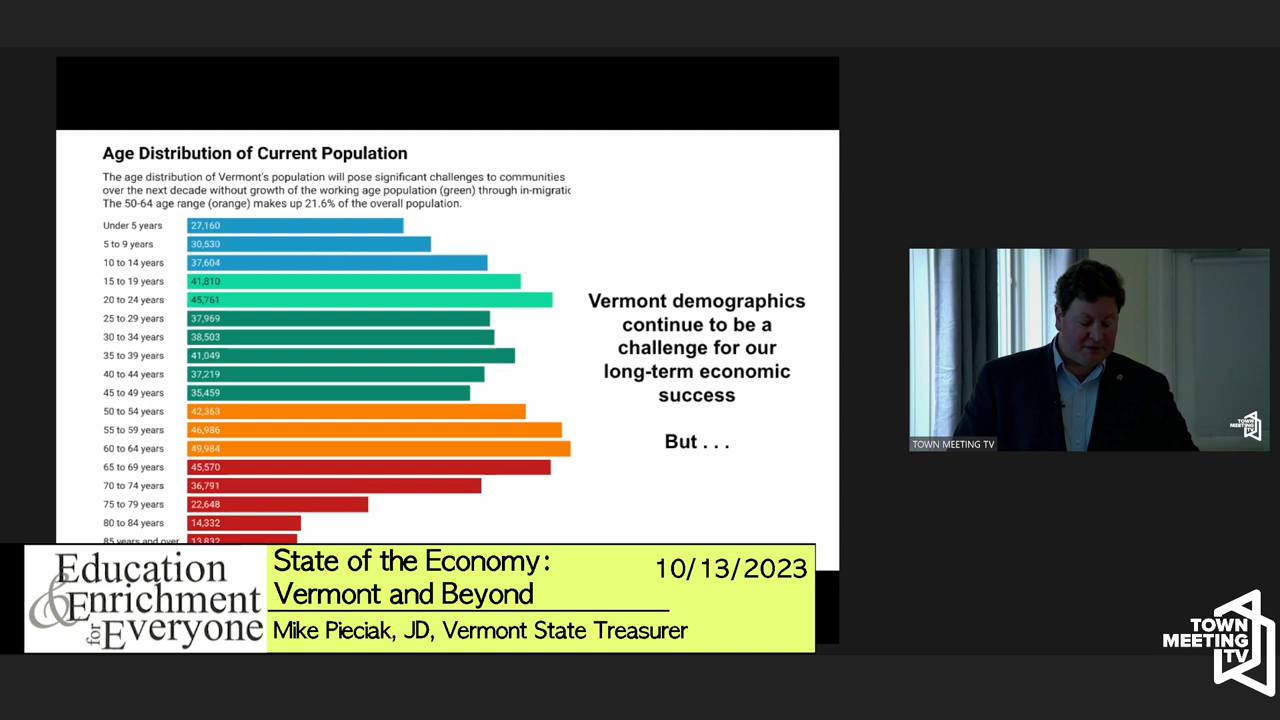 Age Distribution of Current Population
The age distribution of Vermont's population will pose significant challenges to communities
over the next decade without growth of the working age population (green) through in-migratic
The 50-64 age range (orange) makes up 21.6% of the overall population.
Under 5 years 27,160
5 to 9 years 30,530
10 to 14 years 37,604
15 to 19 years 41,810
20 to 24 years 45,761
25 to 29 years 37,969
30 to 34 years 38,503
35 to 39 years 41,049
40 to 44 years 37,219
45 to 49 years 35,459
50 to 54 years 42,363
55 to 59 years 46,986
60 to 64 years 49,984
65 to 69 years 45,570
70 to 74 years 36,791
75 to 79 years 22,648
80 to 84 years 14,332
85 years and over 13,832
Vermont demographics
continue to be a
challenge for our
long-term economic
success
But . . .
TOWN
MEETING
TV
TOWN MEETING TV
Education
& Enrichment
for Everyone
State of the Economy:
Vermont and Beyond
10/13/2023
Mike Pieciak, JD, Vermont State Treasurer
TOWN
MEETING
TV